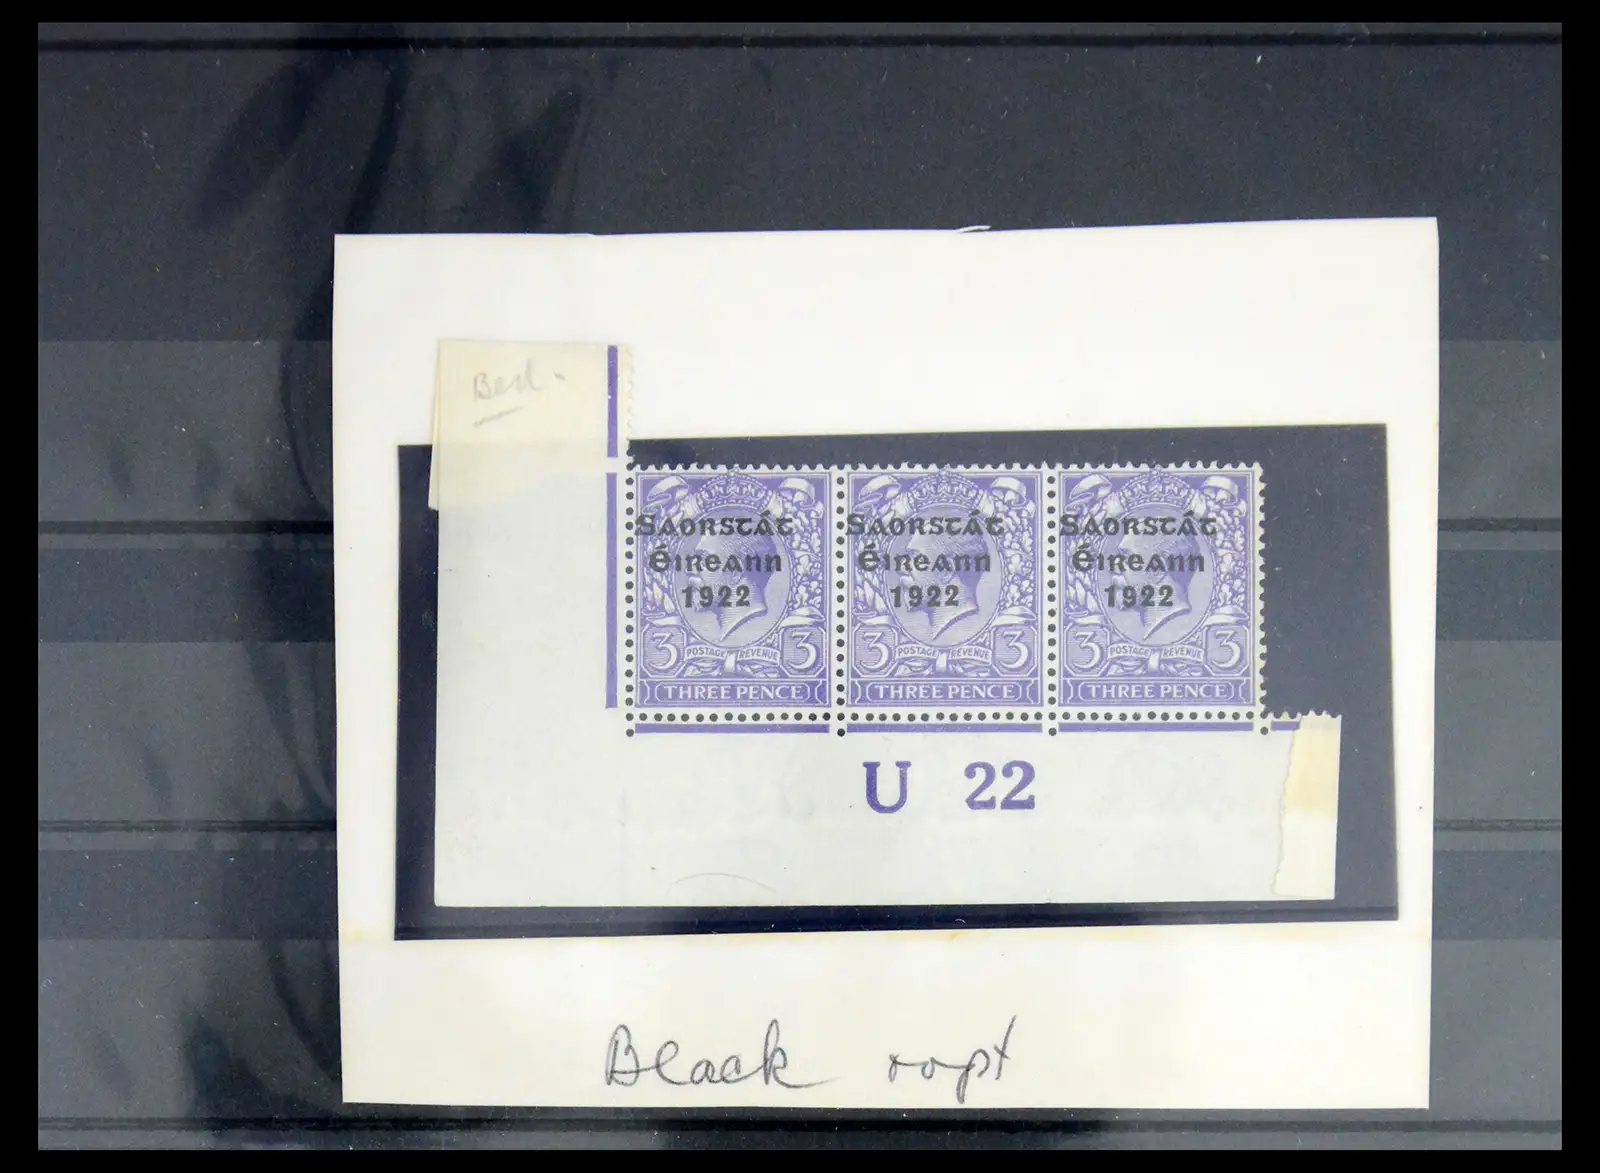 Saorstát Saorstát Saorstát
Éireann Éireann Éireann
1922 1922 1922
3 POSTAGE REVENUE 3 3 POSTAGE REVENUE 3 3 POSTAGE REVENUE 3
THREE PENCE THREE PENCE THREE PENCE
U 22
Black